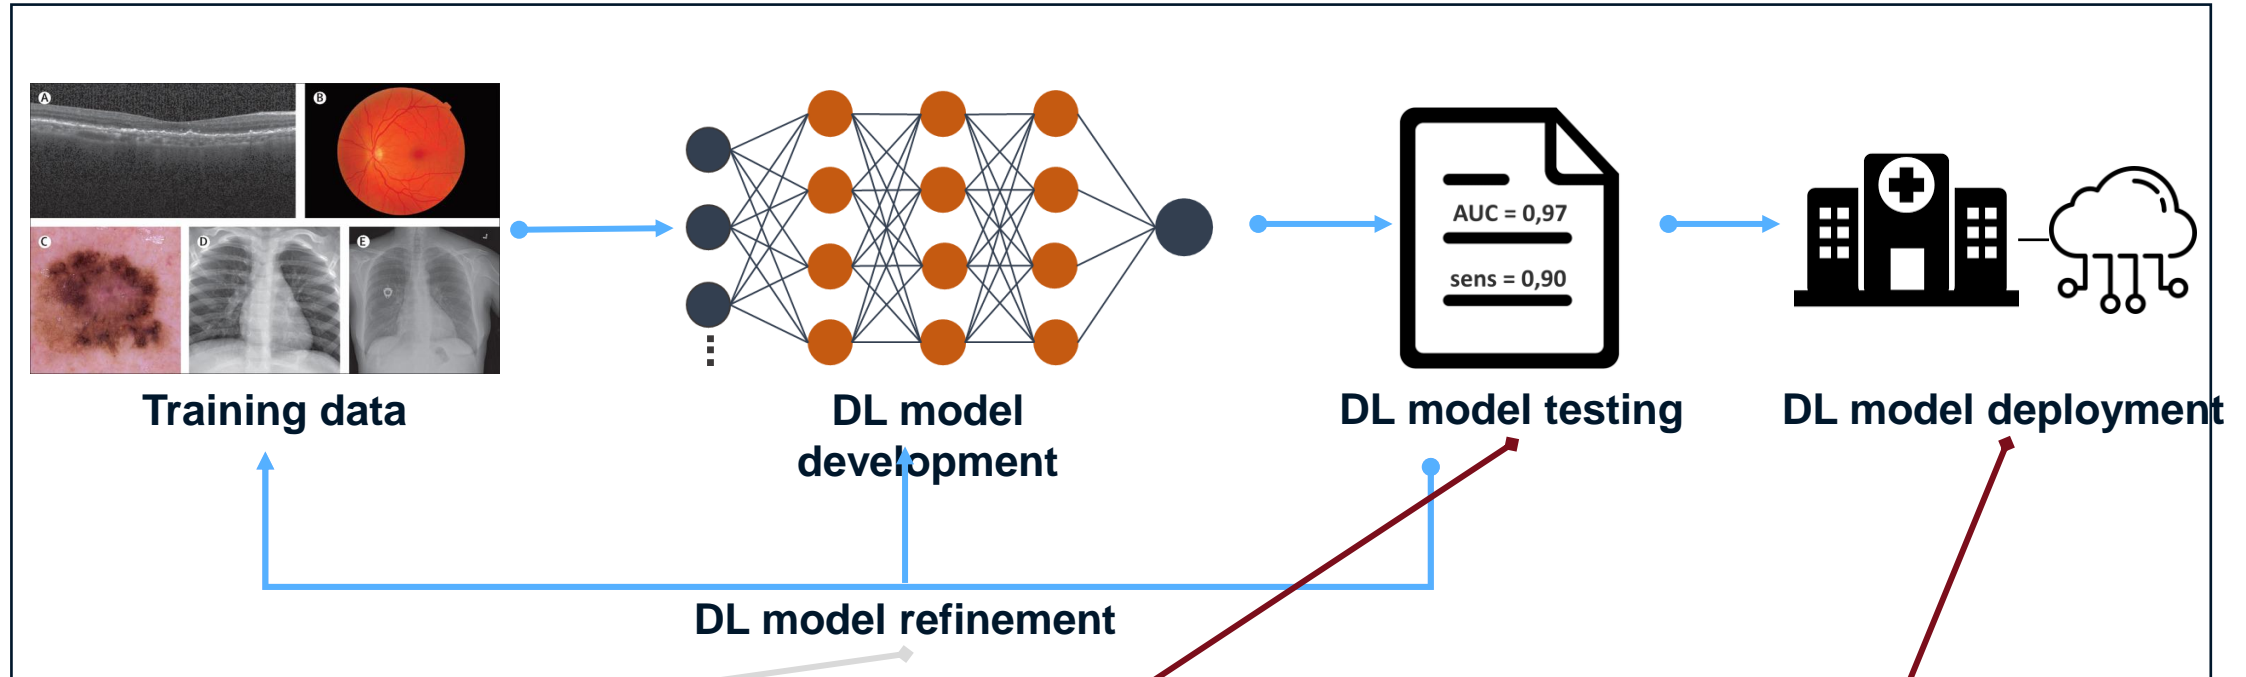 A
B
C
D
E
AUC = 0,97
sens = 0,90
Training data
DL model
development
DL model testing
DL model deployment
DL model refinement